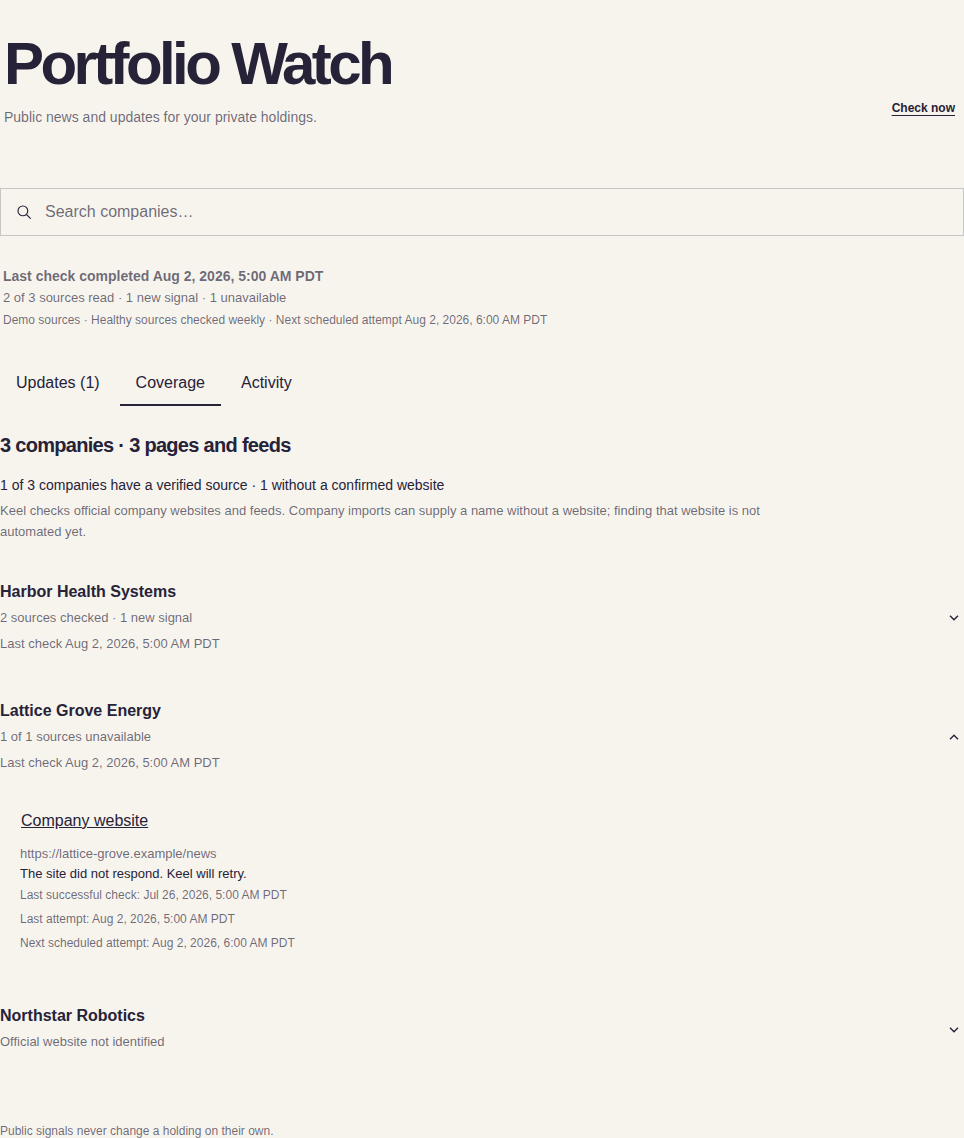 Portfolio Watch
Public news and updates for your private holdings.
Check now
Search companies…
Last check completed Aug 2, 2026, 5:00 AM PDT
2 of 3 sources read · 1 new signal · 1 unavailable
Demo sources · Healthy sources checked weekly · Next scheduled attempt Aug 2, 2026, 6:00 AM PDT
Updates (1) Coverage Activity
3 companies · 3 pages and feeds
1 of 3 companies have a verified source · 1 without a confirmed website
Keel checks official company websites and feeds. Company imports can supply a name without a website; finding that website is not
automated yet.
Harbor Health Systems
2 sources checked · 1 new signal
Last check Aug 2, 2026, 5:00 AM PDT
Lattice Grove Energy
1 of 1 sources unavailable
Last check Aug 2, 2026, 5:00 AM PDT
Company website
https://lattice-grove.example/news
The site did not respond. Keel will retry.
Last successful check: Jul 26, 2026, 5:00 AM PDT
Last attempt: Aug 2, 2026, 5:00 AM PDT
Next scheduled attempt: Aug 2, 2026, 6:00 AM PDT
Northstar Robotics
Official website not identified
Public signals never change a holding on their own.